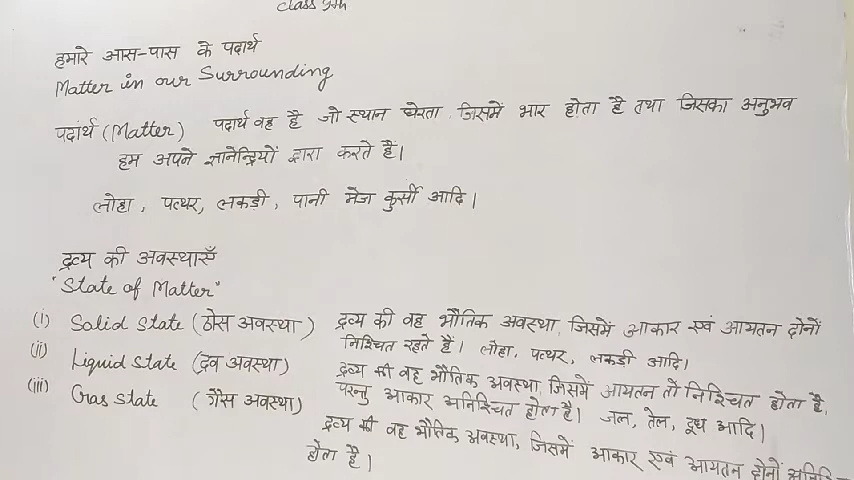 class 9th
हमारे आस-पास के पदार्थ
Matter in our Surrounding
पदार्थ (Matter) पदार्थ वह है जो स्थान घेरता जिसमें भार होता है तथा जिसका अनुभव
हम अपने ज्ञानेन्द्रियों द्वारा करते हैं।
लोहा, पत्थर, लकडी, पानी मेज कुर्सी आदि।
द्रव्य की अवस्थाएँ
"State of Matter"
(i) Solid State (ठोस अवस्था) द्रव्य की वह भौतिक अवस्था, जिसमें आकार एवं आयतन दोनों
निश्चित रहते हैं। लोहा, पत्थर, लकडी आदि।
(ii) Liquid State (द्रव अवस्था) द्रव्य की वह भौतिक अवस्था, जिसमें आयतन तो निश्चित होता है,
परन्तु आकार अनिश्चित होता है। जल, तेल, दूध आदि।
(iii) Gas State (गैस अवस्था) द्रव्य की वह भौतिक अवस्था, जिसमें आकार एवं आयतन दोनों
होता है।